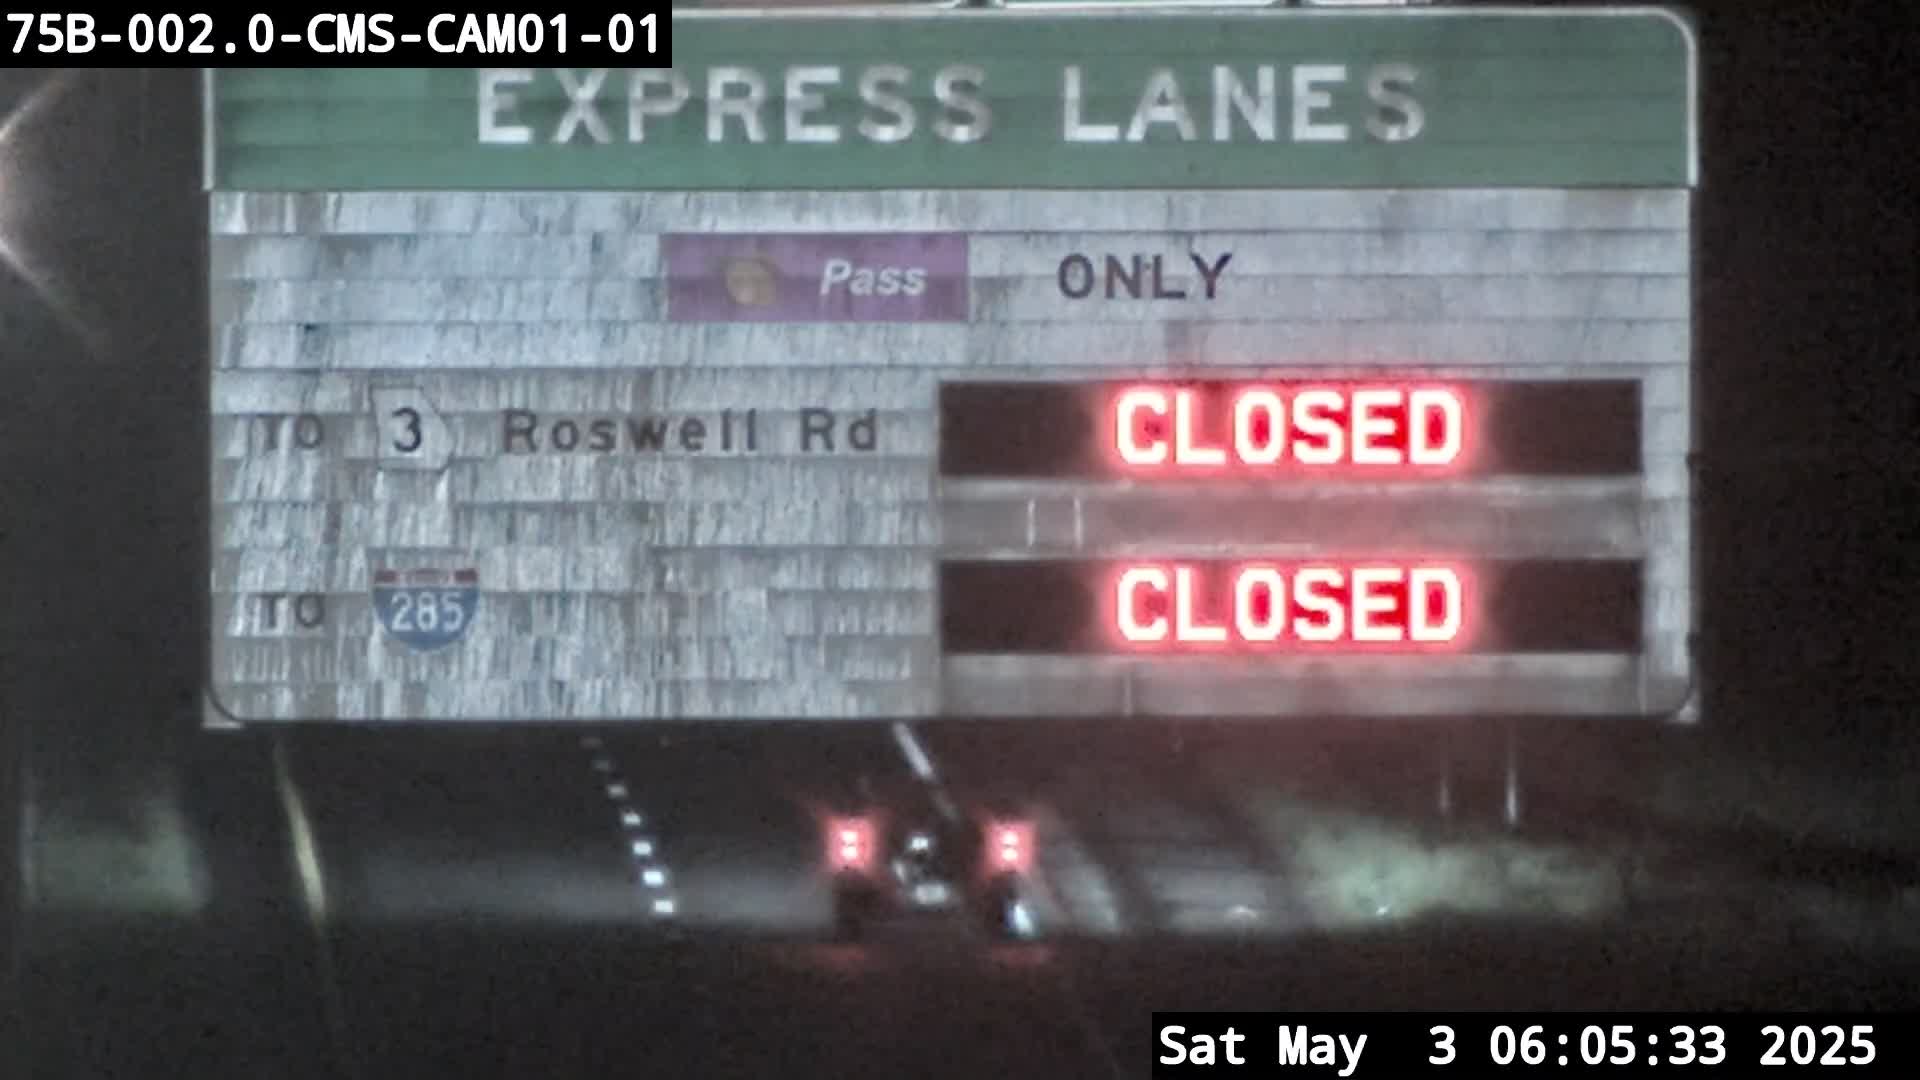 75B-002.0-CMS-CAM01-01
EXPRESS LANES
Pass ONLY
TO 3 Roswell Rd CLOSED
TO 285 CLOSED
Sat May 3 06:05:33 2025